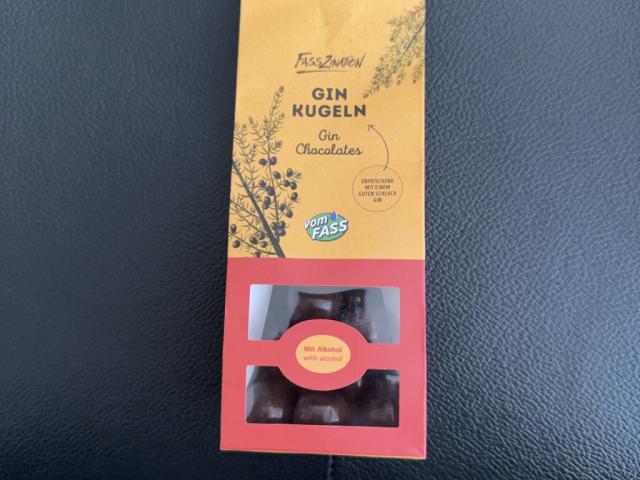 FASSZINATION
GIN
KUGELN
Gin
Chocolates
ERFRISCHEND
MIT EINEM
GUTEN SCHLUCK
GIN
vom
FASS
Mit Alkohol
with alcohol